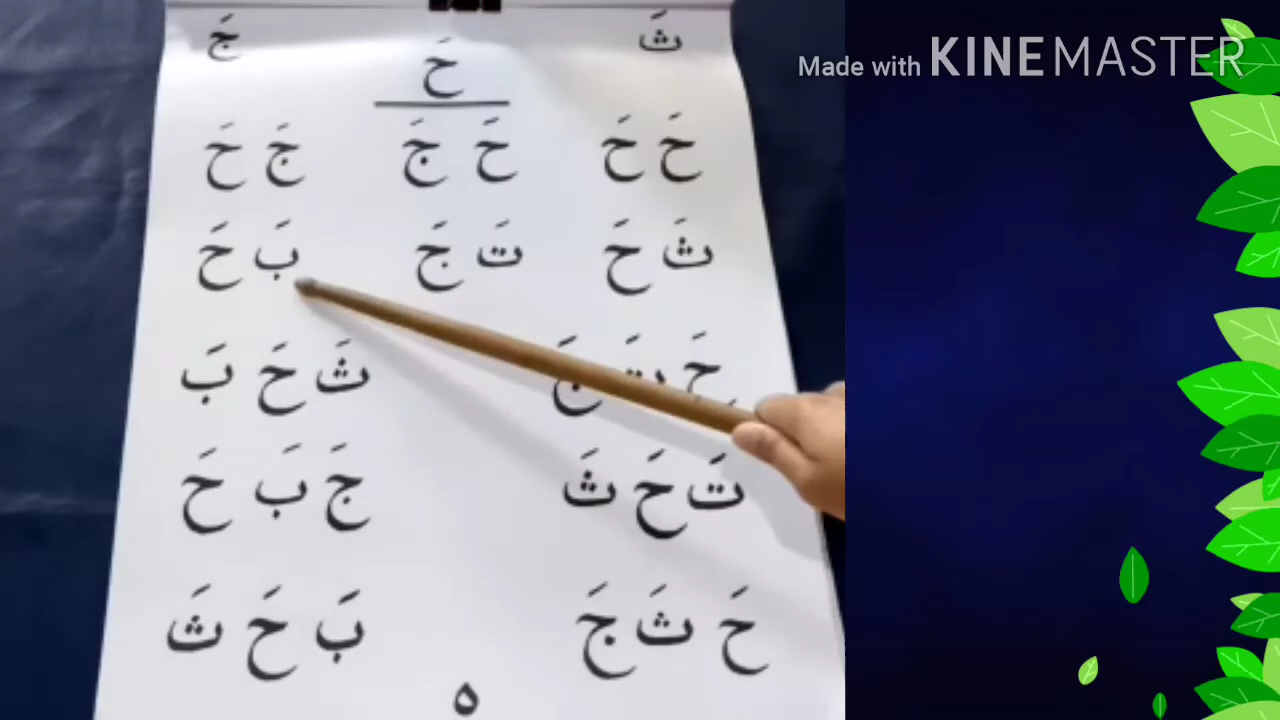 ثَ جَ
حَ
حَ حَ حَ جَ جَ حَ
ثَ حَ تَ جَ بَ حَ
حَ تَ جَ ثَ حَ بَ
تَ حَ ثَ جَ بَ حَ
حَ ثَ جَ بَ حَ ثَ
٥
Made with KINEMASTER